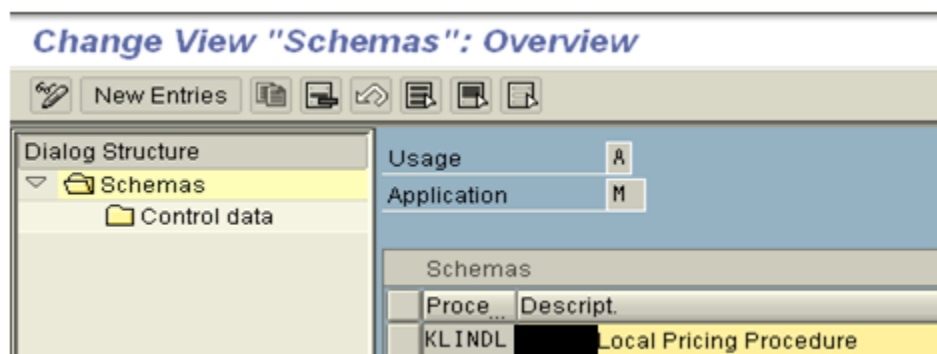 Change View "Schemas": Overview
New Entries
Dialog Structure
Schemas
Control data
Usage A
Application M
Schemas
Proce... Descript.
KLINDL Local Pricing Procedure